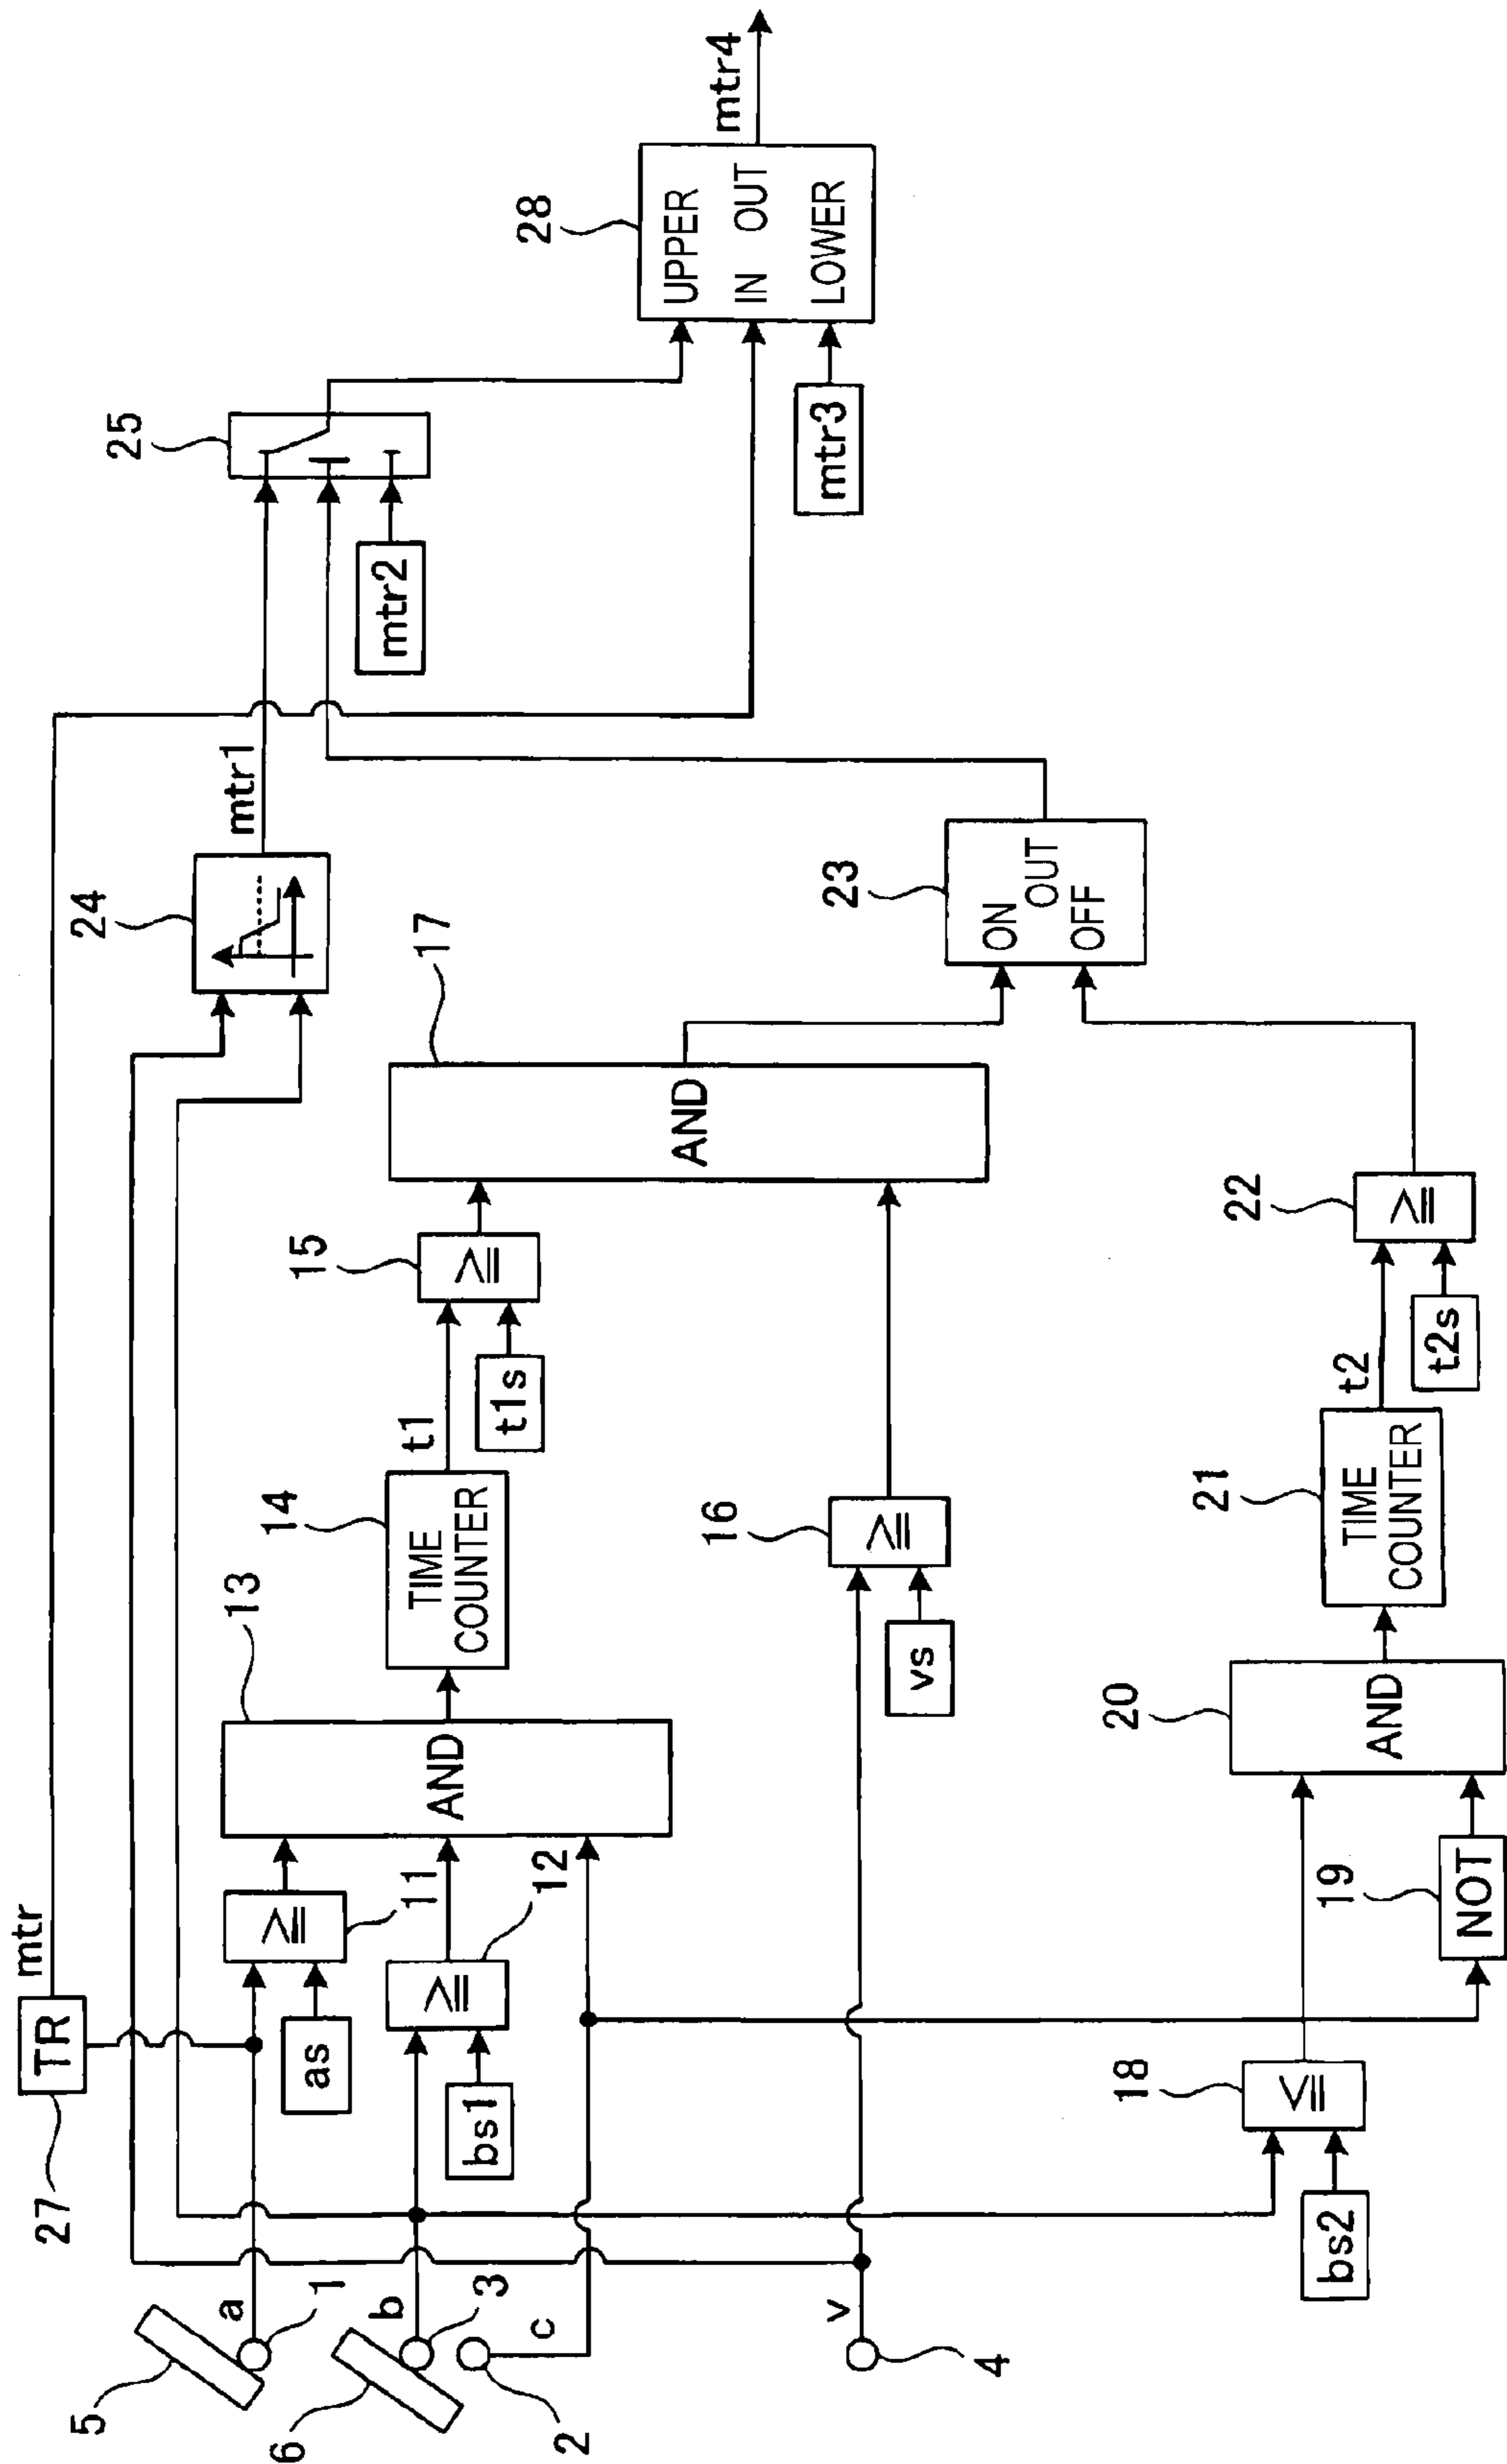 mtr
27
TR
5
24
25
mtr1
a
1
11
≥
as
13
AND
14
TIME
COUNTER
t1
15
≥
t1s
17
AND
mtr2
6
b
3
≥
12
bs1
12
28
UPPER
IN OUT
LOWER
mtr4
mtr3
2
c
4
v
16
≥
vs
23
ON
OUT
OFF
18
≤
bs2
19
NOT
20
AND
21
TIME
COUNTER
t2
22
≥
t2s